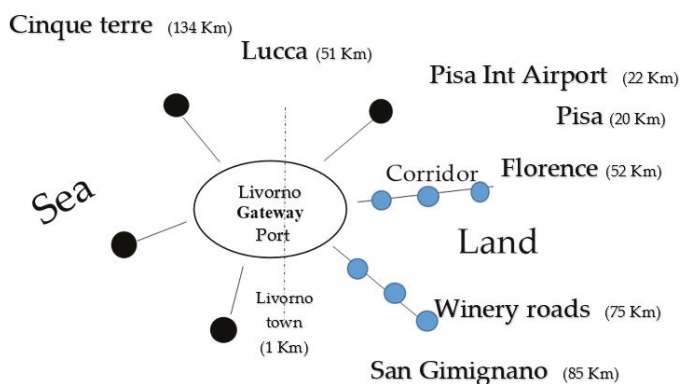 Cinque terre (134 Km)
Lucca (51 Km)
Pisa Int Airport (22 Km)
Pisa (20 Km)
Florence (52 Km)
Corridor
Sea
Livorno
Gateway
Port
Land
Livorno
town
(1 Km)
Winery roads (75 Km)
San Gimignano (85 Km)